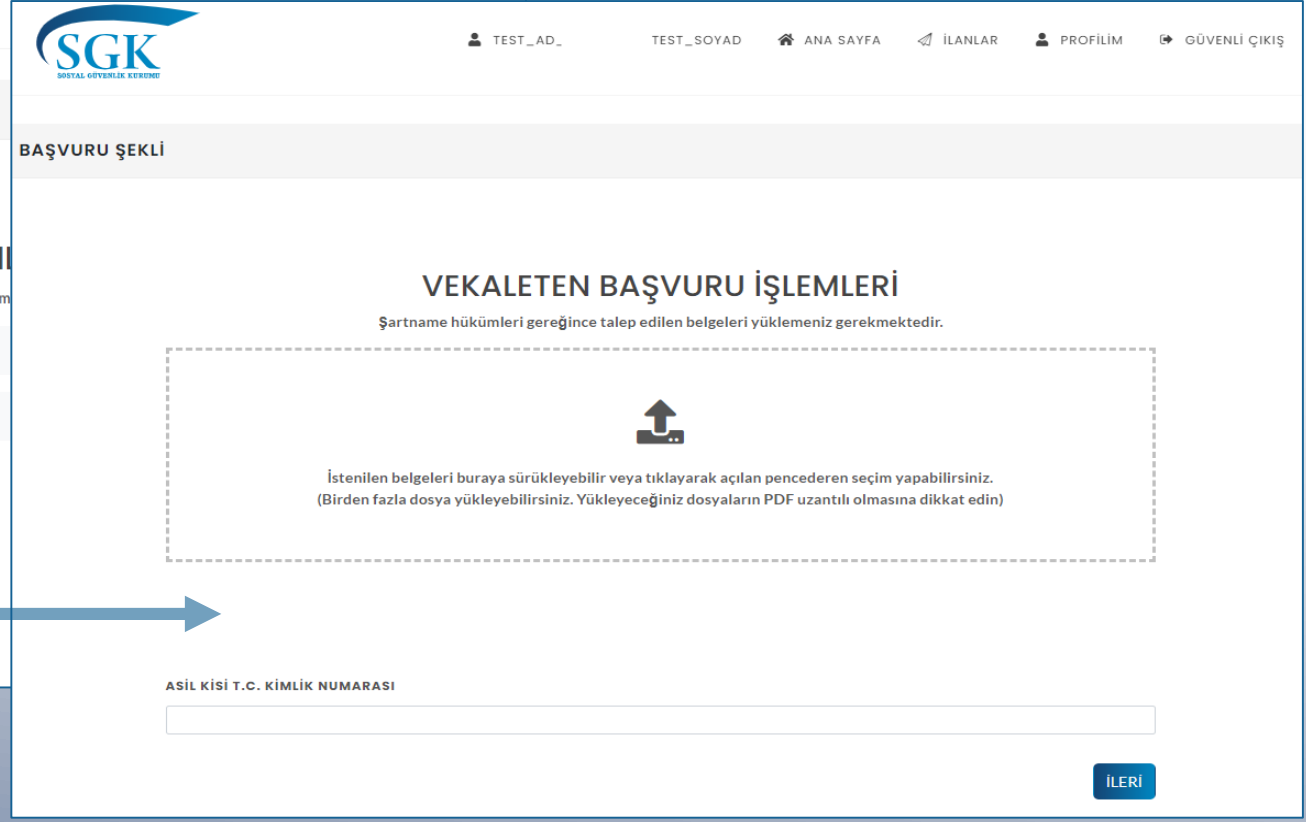 SGK
SOSYAL GÜVENLİK KURUMU
TEST_AD_ TEST_SOYAD ANA SAYFA İLANLAR PROFİLİM GÜVENLİ ÇIKIŞ
BAŞVURU ŞEKLİ
VEKALETEN BAŞVURU İŞLEMLERİ
Şartname hükümleri gereğince talep edilen belgeleri yüklemeniz gerekmektedir.
İstenilen belgeleri buraya sürükleyebilir veya tıklayarak açılan pencederen seçim yapabilirsiniz.
(Birden fazla dosya yükleyebilirsiniz. Yükleyeceğiniz dosyaların PDF uzantılı olmasına dikkat edin)
ASİL KİSİ T.C. KİMLİK NUMARASI
İLERİ